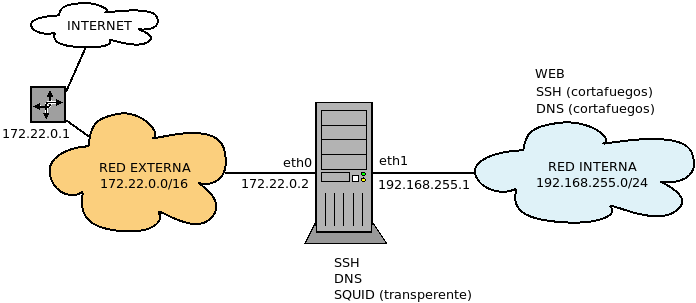 INTERNET
172.22.0.1
RED EXTERNA
172.22.0.0/16
eth0
172.22.0.2
eth1
192.168.255.1
SSH
DNS
SQUID (transperente)
WEB
SSH (cortafuegos)
DNS (cortafuegos)
RED INTERNA
192.168.255.0/24